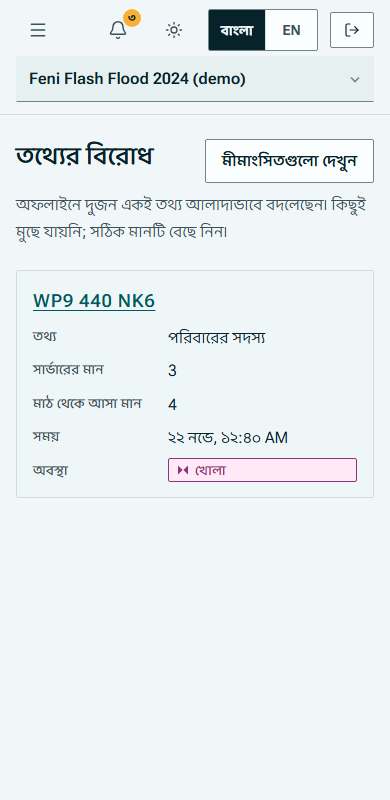 ৩
বাংলা
EN
Feni Flash Flood 2024 (demo)
তথ্যের বিরোধ
মীমাংসিতগুলো দেখুন
অফলাইনে দুজন একই তথ্য আলাদাভাবে বদলেছেন। কিছুই
মুছে যায়নি; সঠিক মানটি বেছে নিন।
WP9 440 NK6
তথ্য পরিবারের সদস্য
সার্ভারের মান 3
মাঠ থেকে আসা মান 4
সময় ২২ নভে, ১২:৪০ AM
অবস্থা খোলা